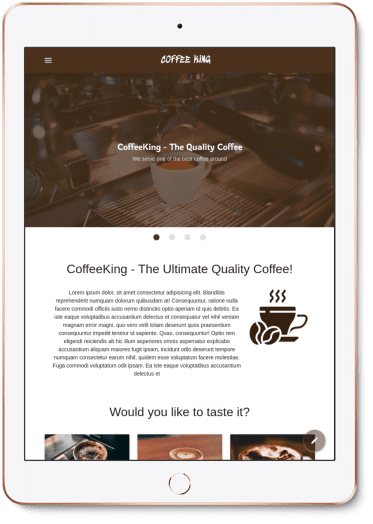 COFFEE KING
CoffeeKing - The Quality Coffee
We serve one of the best coffee around
CoffeeKing - The Ultimate Quality Coffee!
Lorem ipsum dolor, sit amet consectetur adipisicing elit. Blanditiis
reprehenderit numquam dolorum quibusdam at! Consequuntur, ratione nulla
facere commodi officiis iusto nemo distinctio optio aperiam id quio debitis. Ea
iste eaque voluptatibus accusantium delectus et consectetur vel nihil veniam
magnam error magni, quo vero velit totam deserunt quos praesentium
consequuntur impedit tenetur id sapiente. Quas, consequuntur! Optio rem
eligendi reiciendis ab hic illum asperiores omnis aspernatur explicabo
accusantium aliquam maiores fugit ipsam, incidunt odio deserunt tempore
numquam consectetur earum nihil, quidem esse voluptatum facere molestiae.
Fuga commodi voluptatum odit ipsam. Ea iste eaque voluptatibus accusantium
delectus et
Would you like to taste it?